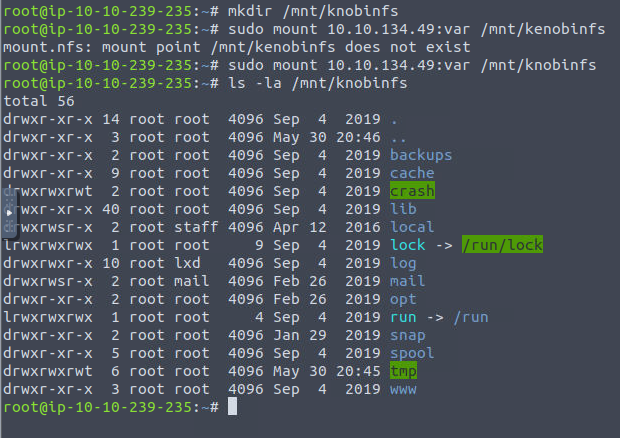 root@ip-10-10-239-235:~# mkdir /mnt/knobinfs
root@ip-10-10-239-235:~# sudo mount 10.10.134.49:var /mnt/kenobinfs
mount.nfs: mount point /mnt/kenobinfs does not exist
root@ip-10-10-239-235:~# sudo mount 10.10.134.49:var /mnt/knobinfs
root@ip-10-10-239-235:~# ls -la /mnt/knobinfs
total 56
drwxr-xr-x 14 root root  4096 Sep  4  2019 .
drwxr-xr-x  3 root root  4096 May 30 20:46 ..
drwxr-xr-x  2 root root  4096 Sep  4  2019 backups
drwxr-xr-x  9 root root  4096 Sep  4  2019 cache
drwxrwxrwt  2 root root  4096 Sep  4  2019 crash
drwxr-xr-x 40 root root  4096 Sep  4  2019 lib
drwxrwsr-x  2 root staff 4096 Apr 12  2016 local
lrwxrwxrwx  1 root root     9 Sep  4  2019 lock -> /run/lock
drwxrwxr-x 10 root lxd   4096 Sep  4  2019 log
drwxrwsr-x  2 root mail  4096 Feb 26  2019 mail
drwxr-xr-x  2 root root  4096 Feb 26  2019 opt
lrwxrwxrwx  1 root root     4 Sep  4  2019 run -> /run
drwxr-xr-x  2 root root  4096 Jan 29  2019 snap
drwxr-xr-x  5 root root  4096 Sep  4  2019 spool
drwxrwxrwt  6 root root  4096 May 30 20:45 tmp
drwxr-xr-x  3 root root  4096 Sep  4  2019 www
root@ip-10-10-239-235:~#